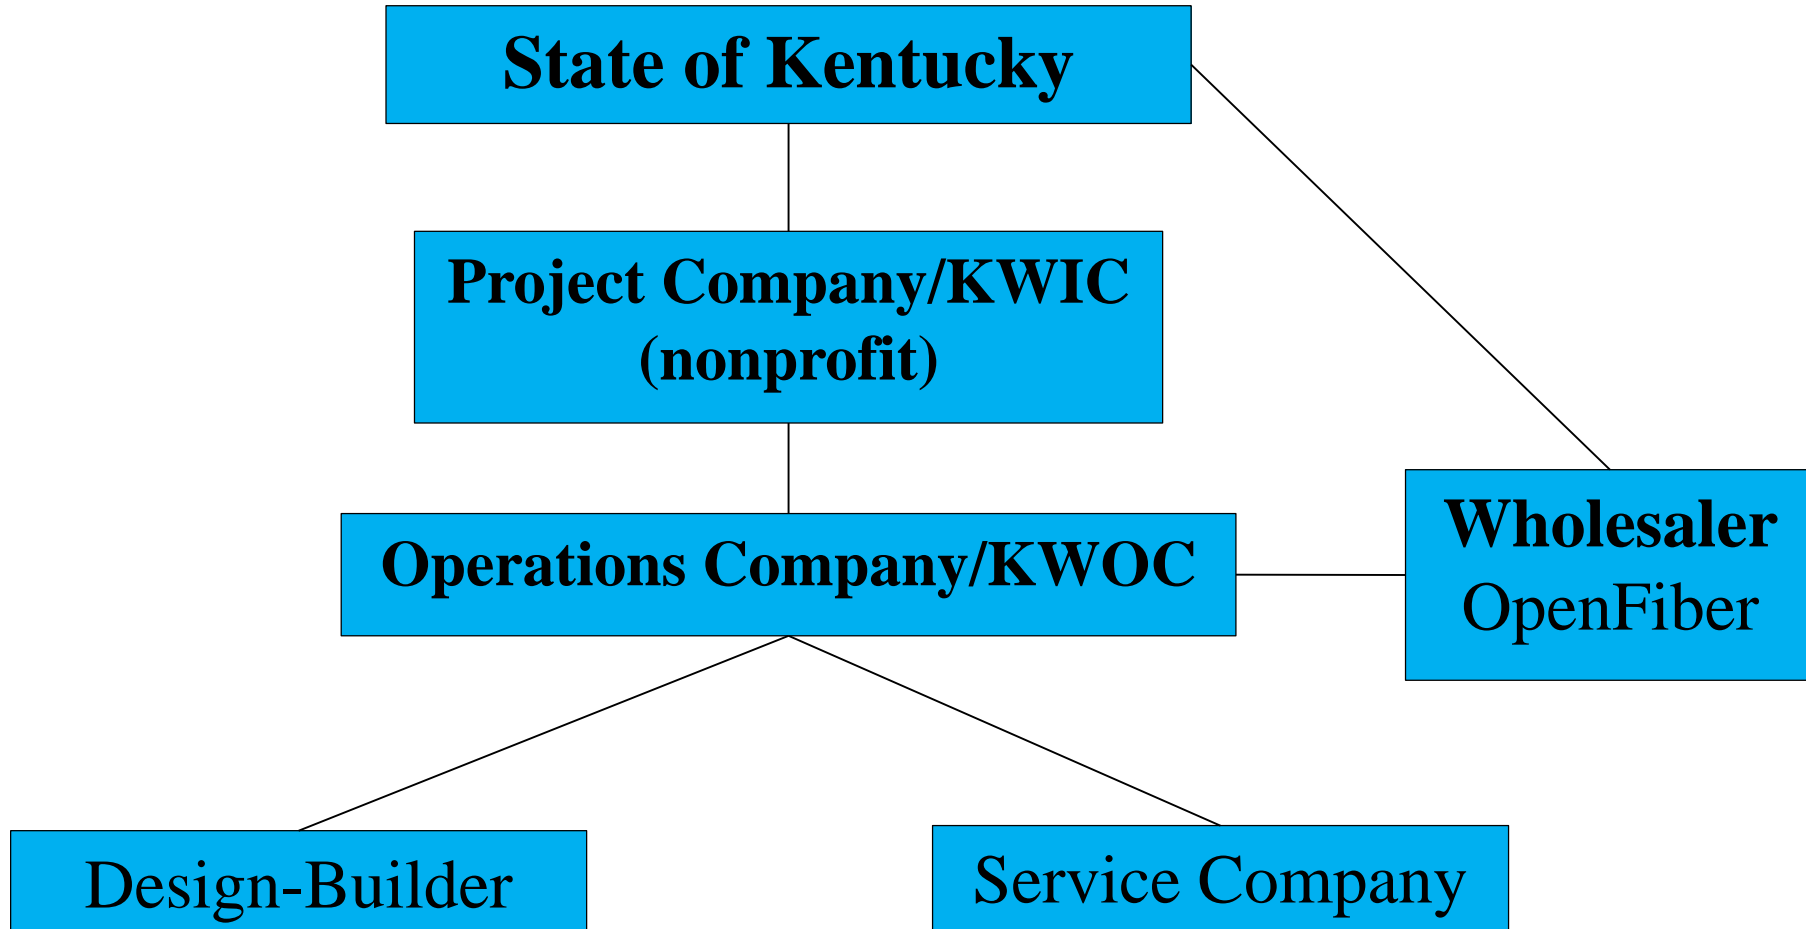 State of Kentucky
Project Company/KWIC
(nonprofit)
Operations Company/KWOC
Wholesaler
OpenFiber
Design-Builder
Service Company